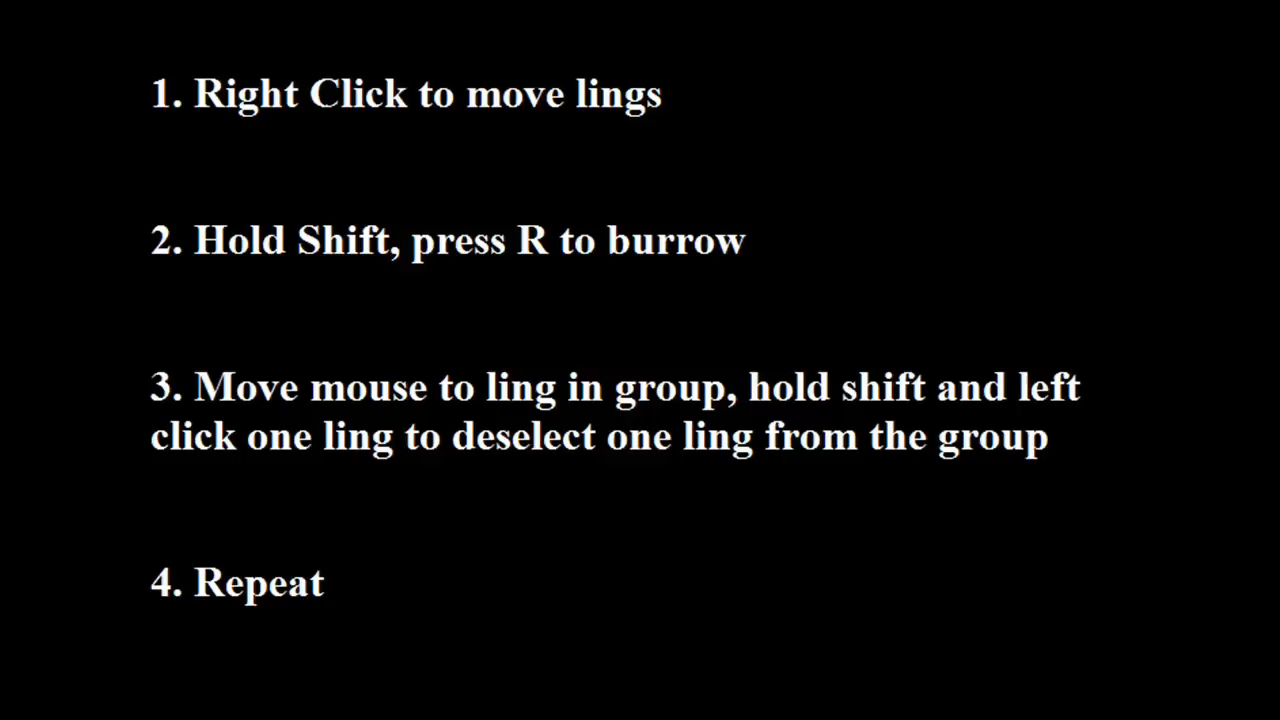 1. Right Click to move lings
2. Hold Shift, press R to burrow
3. Move mouse to ling in group, hold shift and left
click one ling to deselect one ling from the group
4. Repeat